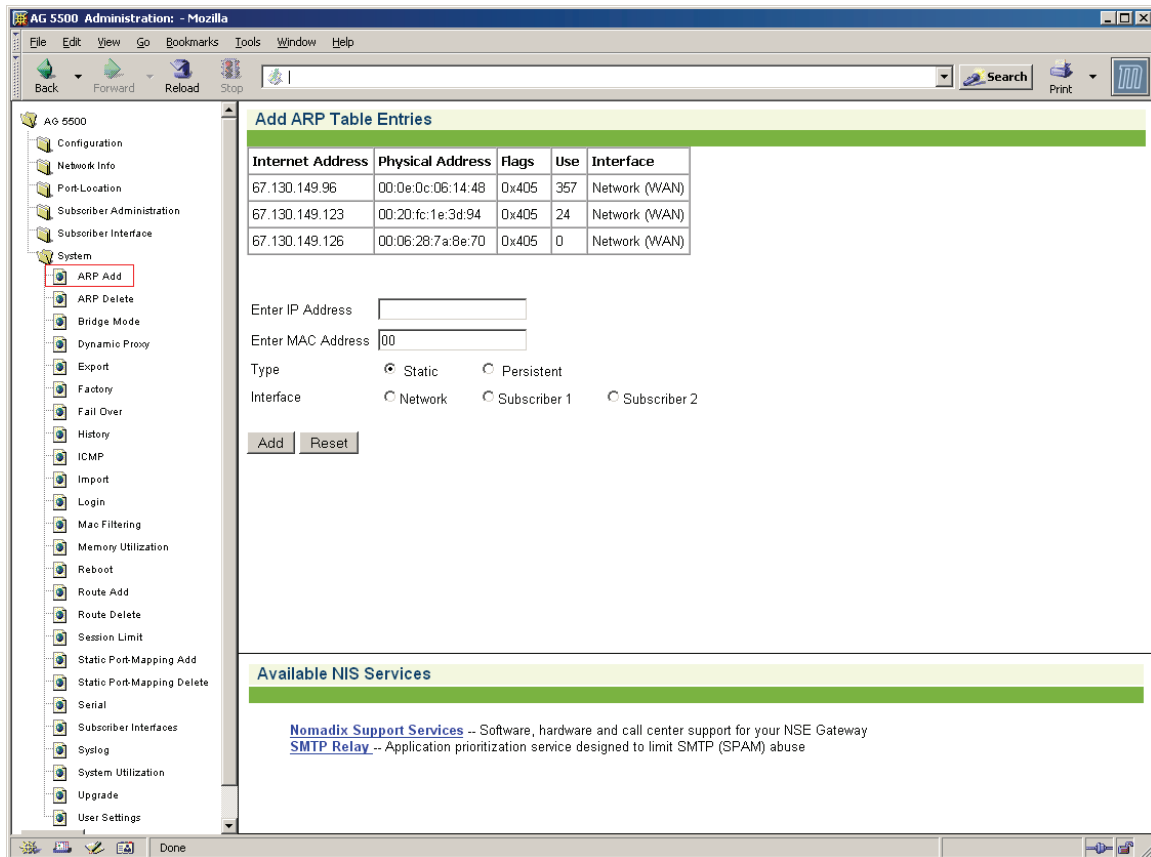 AG 5500 Administration: - Mozilla
File Edit View Go Bookmarks Tools Window Help
Back Forward Reload Stop Search Print
AG 5500
Configuration
Network Info
Port-Location
Subscriber Administration
Subscriber Interface
System
ARP Add
ARP Delete
Bridge Mode
Dynamic Proxy
Export
Factory
Fail Over
History
ICMP
Import
Login
Mac Filtering
Memory Utilization
Reboot
Route Add
Route Delete
Session Limit
Static Port-Mapping Add
Static Port-Mapping Delete
Serial
Subscriber Interfaces
Syslog
System Utilization
Upgrade
User Settings
Add ARP Table Entries
Internet Address Physical Address Flags Use Interface
67.130.149.96 00:0e:0c:06:14:48 0x405 357 Network (WAN)
67.130.149.123 00:20:fc:1e:3d:94 0x405 24 Network (WAN)
67.130.149.126 00:06:28:7a:8e:70 0x405 0 Network (WAN)
Enter IP Address
Enter MAC Address 00
Type Static Persistent
Interface Network Subscriber 1 Subscriber 2
Add Reset
Available NIS Services
Nomadix Support Services -- Software, hardware and call center support for your NSE Gateway
SMTP Relay -- Application prioritization service designed to limit SMTP (SPAM) abuse
Done